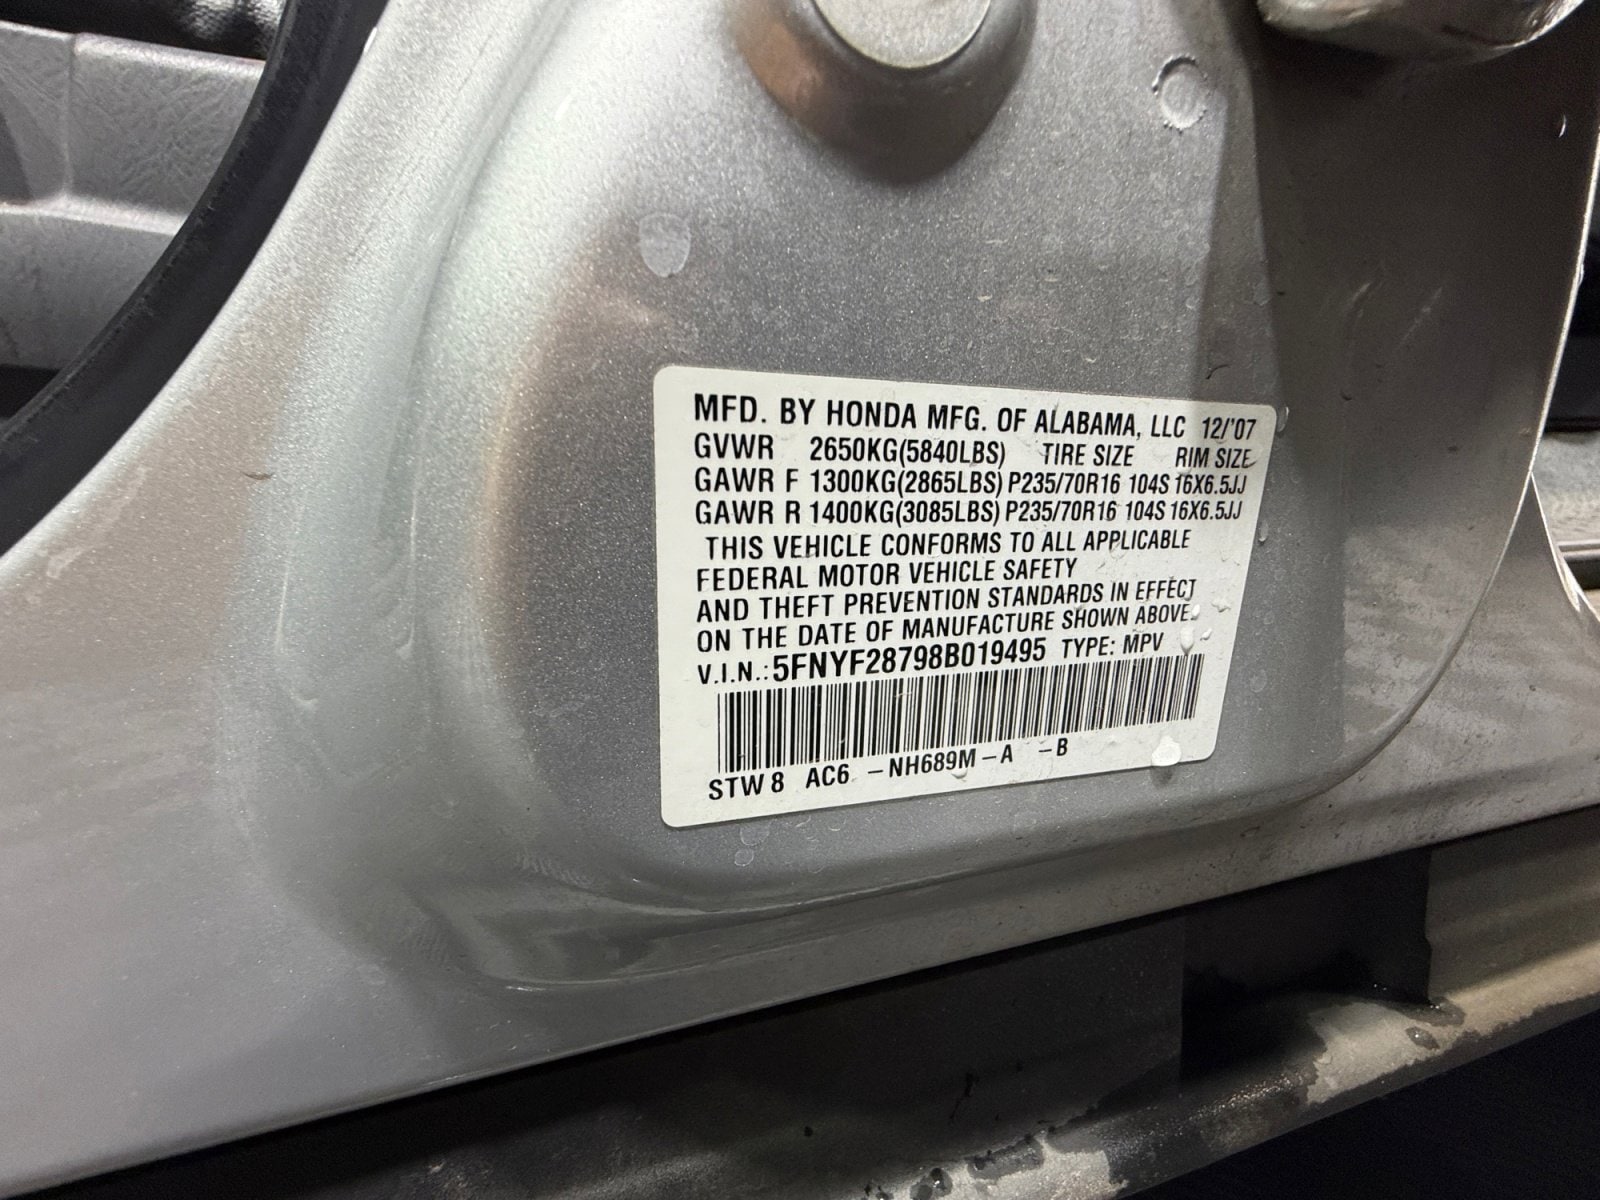 MFD. BY HONDA MFG. OF ALABAMA, LLC 12/'07
GVWR 2650KG(5840LBS) TIRE SIZE RIM SIZE
GAWR F 1300KG(2865LBS) P235/70R16 104S 16X6.5JJ
GAWR R 1400KG(3085LBS) P235/70R16 104S 16X6.5JJ
THIS VEHICLE CONFORMS TO ALL APPLICABLE
FEDERAL MOTOR VEHICLE SAFETY
AND THEFT PREVENTION STANDARDS IN EFFECT
ON THE DATE OF MANUFACTURE SHOWN ABOVE.
V.I.N.: 5FNYF28798B019495 TYPE: MPV
STW 8 AC6 -NH689M-A -B